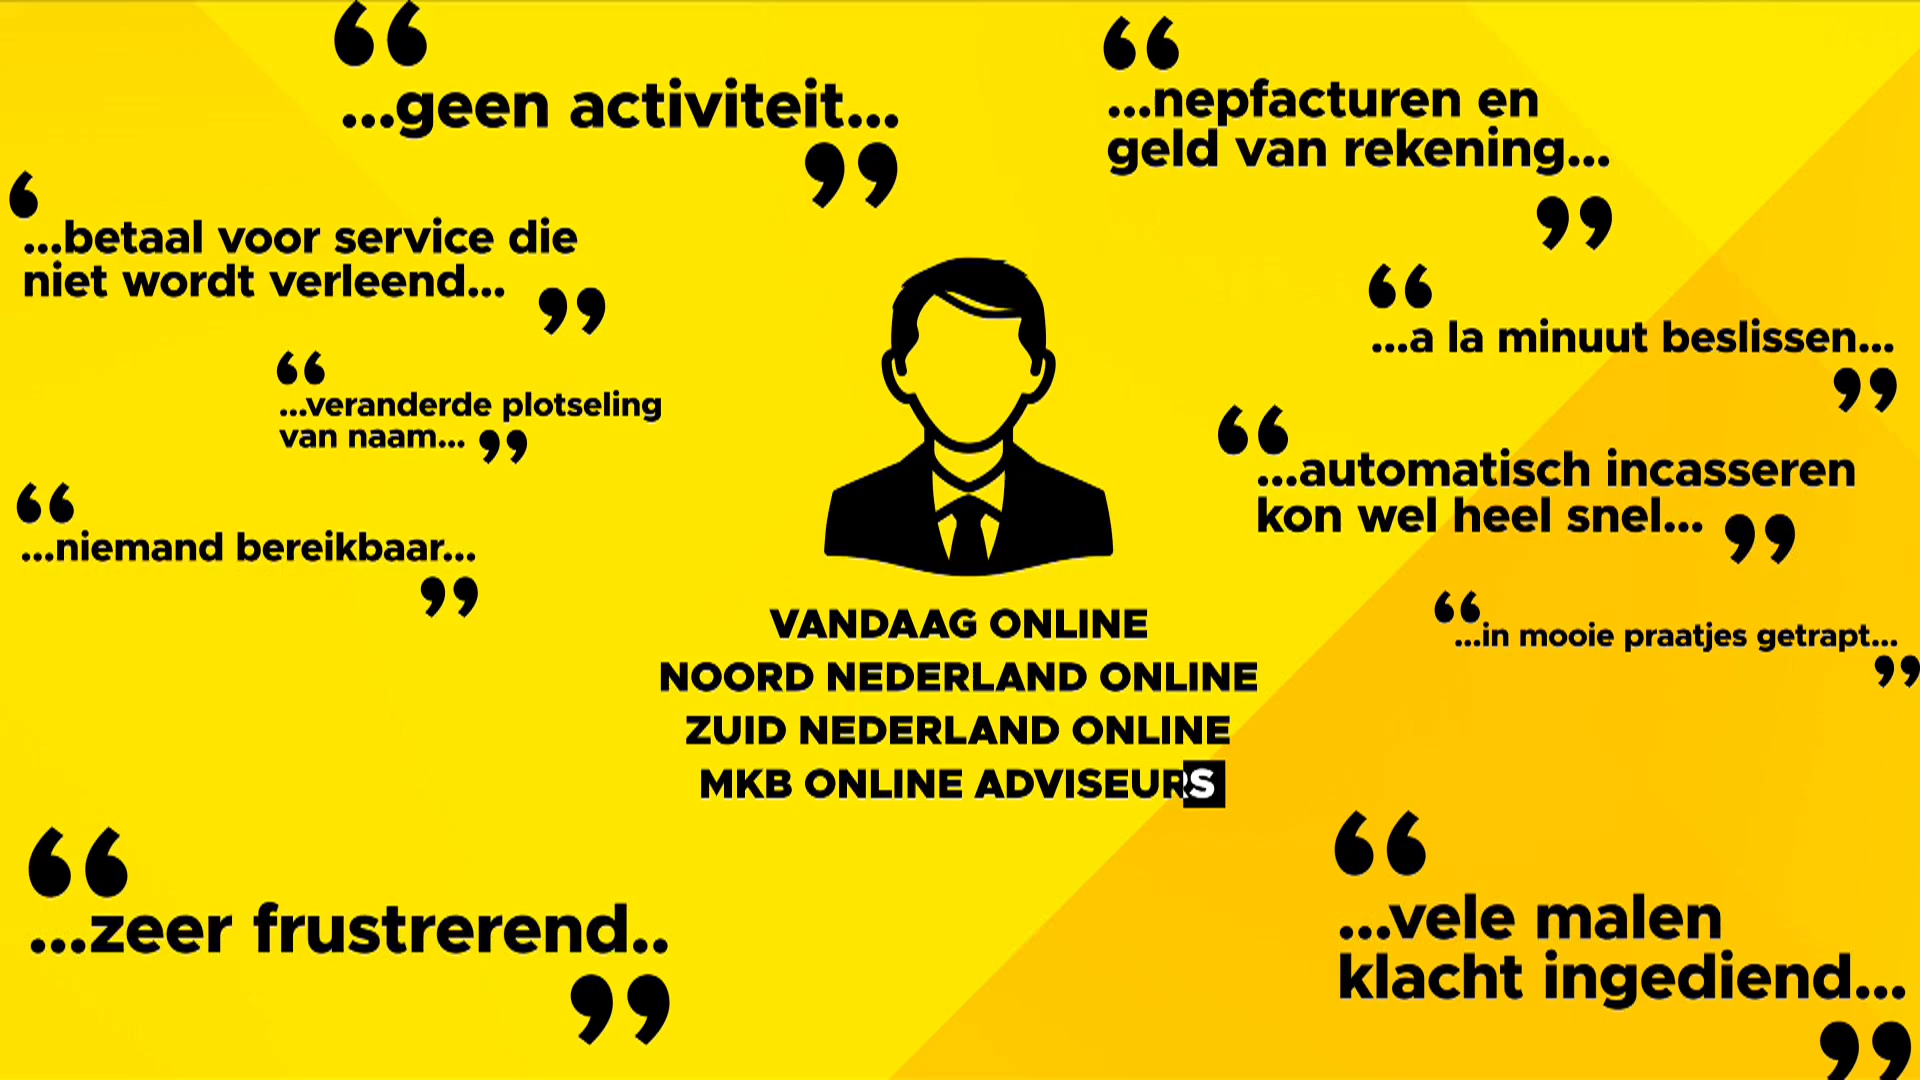 “
...geen activiteit...
”
“
...nepfacturen en
geld van rekening...
”
‘
...betaal voor service die
niet wordt verleend...
”
“
...a la minuut beslissen...
”
“
...veranderde plotseling
van naam... ”
“
...automatisch incasseren
kon wel heel snel... ”
“
...niemand bereikbaar...
”
“
...in mooie praatjes getrapt...
”
VANDAAG ONLINE
NOORD NEDERLAND ONLINE
ZUID NEDERLAND ONLINE
MKB ONLINE ADVISEURS
“
...zeer frustrerend..
”
“
...vele malen
klacht ingediend...
”